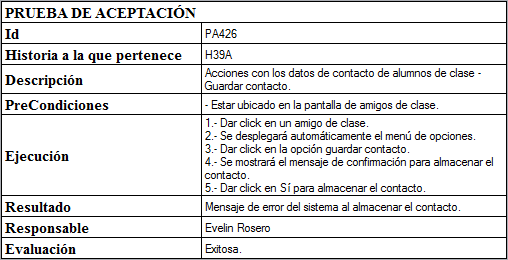 PRUEBA DE ACEPTACIÓN
Id PA426
Historia a la que pertenece H39A
Descripción Acciones con los datos de contacto de alumnos de clase -
Guardar contacto.
PreCondiciones - Estar ubicado en la pantalla de amigos de clase.
Ejecución 1.- Dar click en un amigo de clase.
2.- Se desplegará automáticamente el menú de opciones.
3.- Dar click en la opción guardar contacto.
4.- Se mostrará el mensaje de confirmación para almacenar el
contacto.
5.- Dar click en Sí para almacenar el contacto.
Resultado Mensaje de error del sistema al almacenar el contacto.
Responsable Evelin Rosero
Evaluación Exitosa.